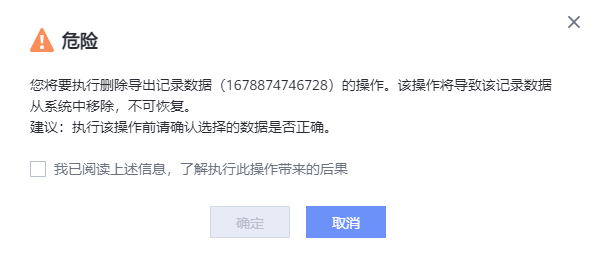 危险
您将要执行删除导出记录数据（1678874746728）的操作。该操作将导致该记录数据
从系统中移除，不可恢复。
建议：执行该操作前请确认选择的数据是否正确。
我已阅读上述信息，了解执行此操作带来的后果
确定 取消